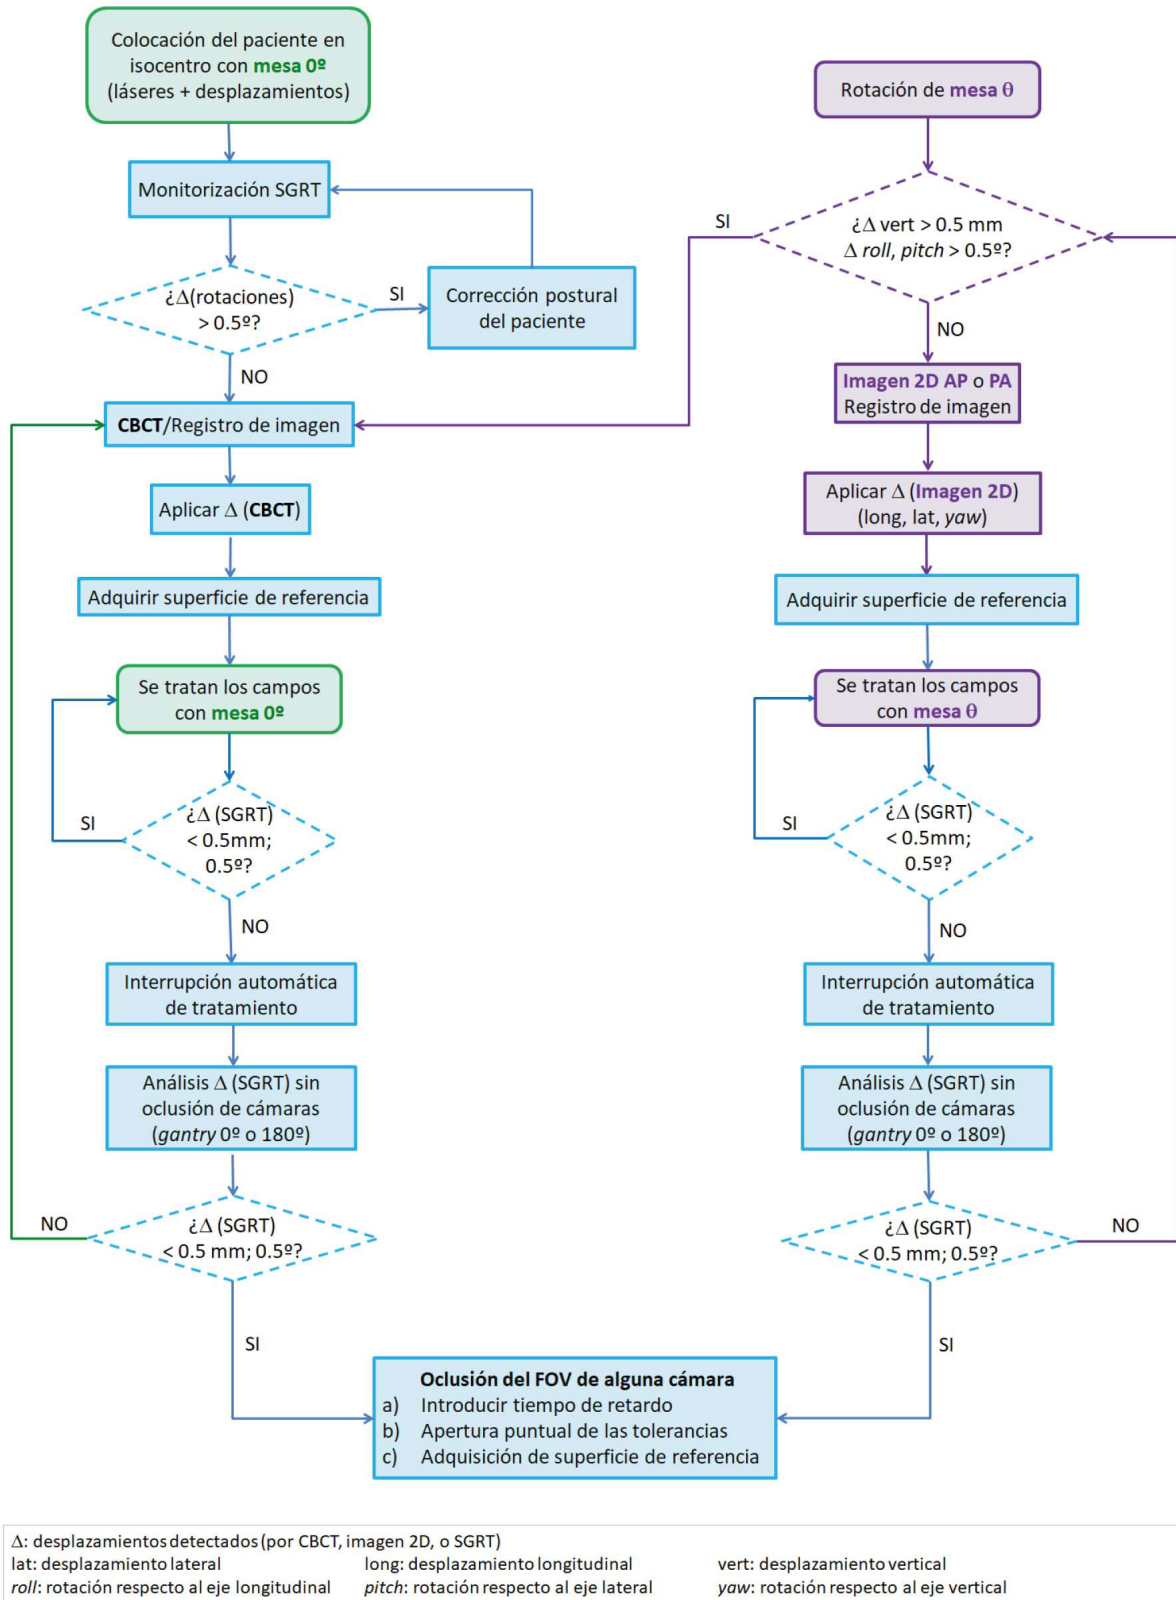 Colocación del paciente en
isocentro con mesa 0º
(láseres + desplazamientos)
Monitorización SGRT
¿Δ(rotaciones)
> 0.5º?
SI
Corrección postural
del paciente
NO
CBCT/Registro de imagen
Aplicar Δ (CBCT)
Adquirir superficie de referencia
Se tratan los campos
con mesa 0º
¿Δ (SGRT)
< 0.5mm;
0.5º?
SI
NO
Interrupción automática
de tratamiento
Análisis Δ (SGRT) sin
oclusión de cámaras
(gantry 0º o 180º)
¿Δ (SGRT)
< 0.5 mm; 0.5º?
NO
SI
Rotación de mesa θ
¿Δ vert > 0.5 mm
Δ roll, pitch > 0.5º?
SI
NO
Imagen 2D AP o PA
Registro de imagen
Aplicar Δ (Imagen 2D)
(long, lat, yaw)
Adquirir superficie de referencia
Se tratan los campos
con mesa θ
¿Δ (SGRT)
< 0.5mm;
0.5º?
SI
NO
Interrupción automática
de tratamiento
Análisis Δ (SGRT) sin
oclusión de cámaras
(gantry 0º o 180º)
¿Δ (SGRT)
< 0.5 mm; 0.5º?
NO
SI
Oclusión del FOV de alguna cámara
a) Introducir tiempo de retardo
b) Apertura puntual de las tolerancias
c) Adquisición de superficie de referencia
Δ: desplazamientos detectados (por CBCT, imagen 2D, o SGRT)
lat: desplazamiento lateral long: desplazamiento longitudinal vert: desplazamiento vertical
roll: rotación respecto al eje longitudinal pitch: rotación respecto al eje lateral yaw: rotación respecto al eje vertical